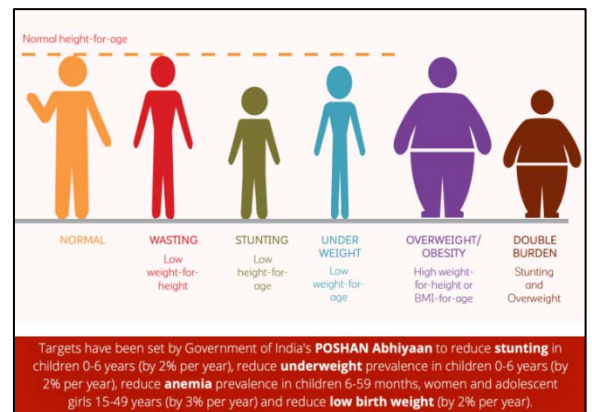 Normal height-for-age
NORMAL
WASTING
Low
weight-for-
height
STUNTING
Low
height-for-
age
UNDER
WEIGHT
Low
weight-for-
age
OVERWEIGHT/
OBESITY
High weight-
for-height or
BMI-for-age
DOUBLE
BURDEN
Stunting
and
Overweight
Targets have been set by Government of India's POSHAN Abhiyaan to reduce stunting in
children 0-6 years (by 2% per year), reduce underweight prevalence in children 0-6 years (by
2% per year), reduce anemia prevalence in children 6-59 months, women and adolescent
girls 15-49 years (by 3% per year) and reduce low birth weight (by 2% per year).